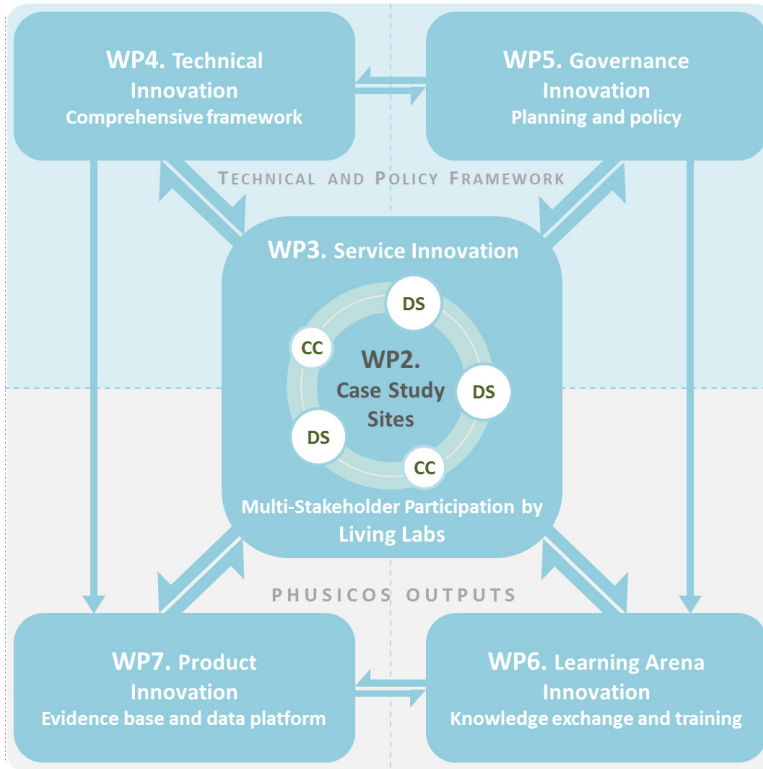 WP4. Technical
Innovation
Comprehensive framework
WP5. Governance
Innovation
Planning and policy
TECHNICAL AND POLICY FRAMEWORK
WP3. Service Innovation
DS
CC
WP2.
Case Study
Sites
DS
DS
CC
Multi-Stakeholder Participation by
Living Labs
PHUSICOS OUTPUTS
WP7. Product
Innovation
Evidence base and data platform
WP6. Learning Arena
Innovation
Knowledge exchange and training